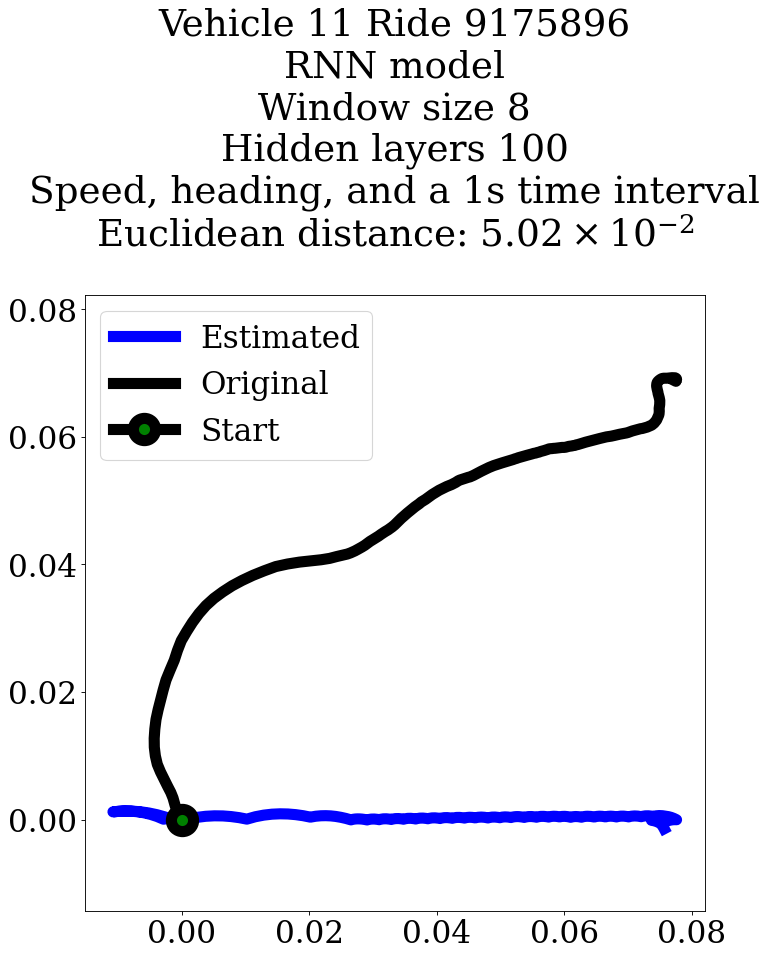 Vehicle 11 Ride 9175896
RNN model
Window size 8
Hidden layers 100
Speed, heading, and a 1s time interval
Euclidean distance: 5.02 × 10⁻²
0.08
0.06
0.04
0.02
0.00
Estimated
Original
Start
0.00 0.02 0.04 0.06 0.08